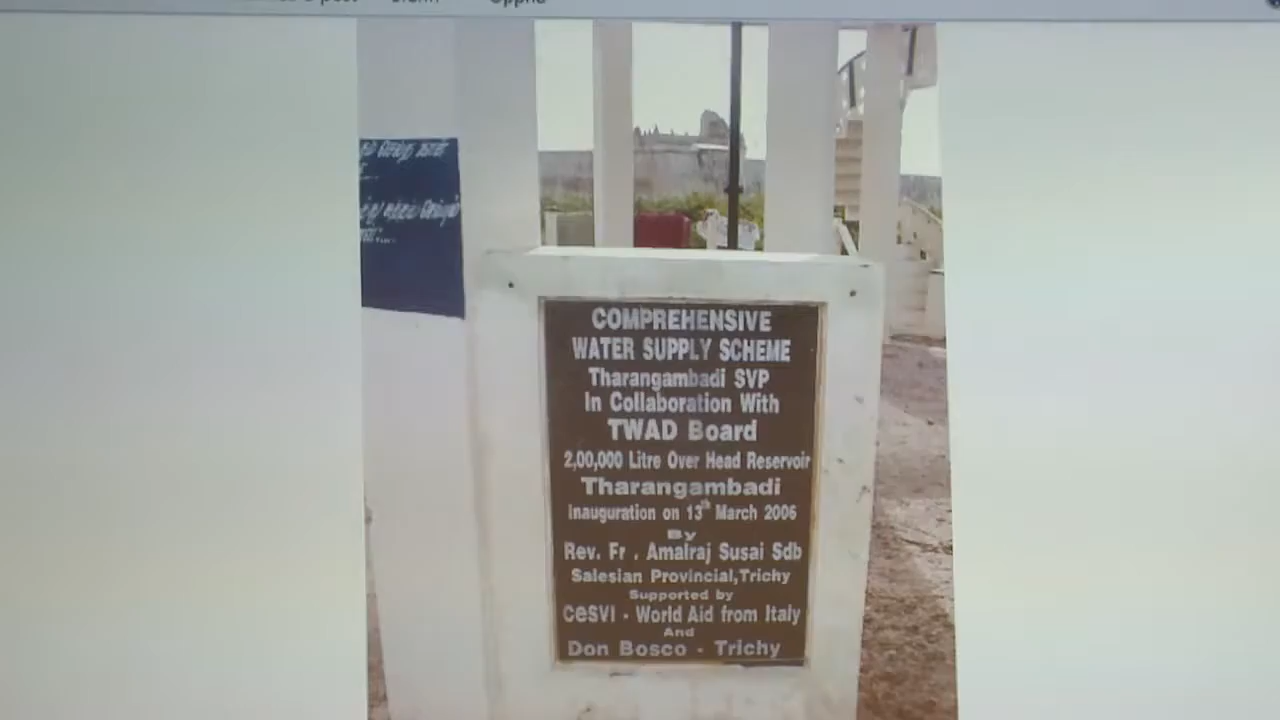 COMPREHENSIVE
WATER SUPPLY SCHEME
Tharangambadi SVP
In Collaboration With
TWAD Board
2,00,000 Litre Over Head Reservoir
Tharangambadi
Inauguration on 13th March 2006
By
Rev. Fr . Amalraj Susai Sdb
Salesian Provincial,Trichy
Supported by
CeSVI - World Aid from Italy
And
Don Bosco - Trichy